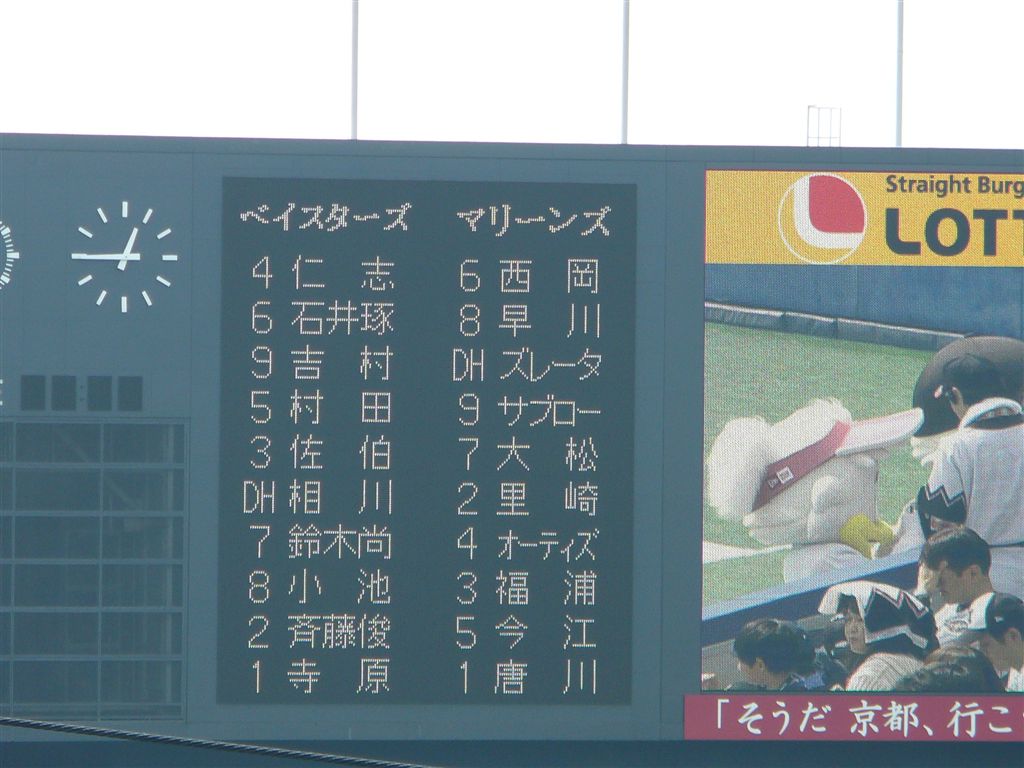 ベイスターズ マリーンズ
4 仁 志 6 西 岡
6 石井琢 8 早 川
9 吉 村 DH ズレータ
5 村 田 9 サブロー
3 佐 伯 7 大 松
DH 相 川 2 里 崎
7 鈴木尚 4 オーティズ
8 小 池 3 福 浦
2 斉藤俊 5 今 江
1 寺 原 1 唐 川
Straight Burg
LOTT
「そうだ 京都、行こ